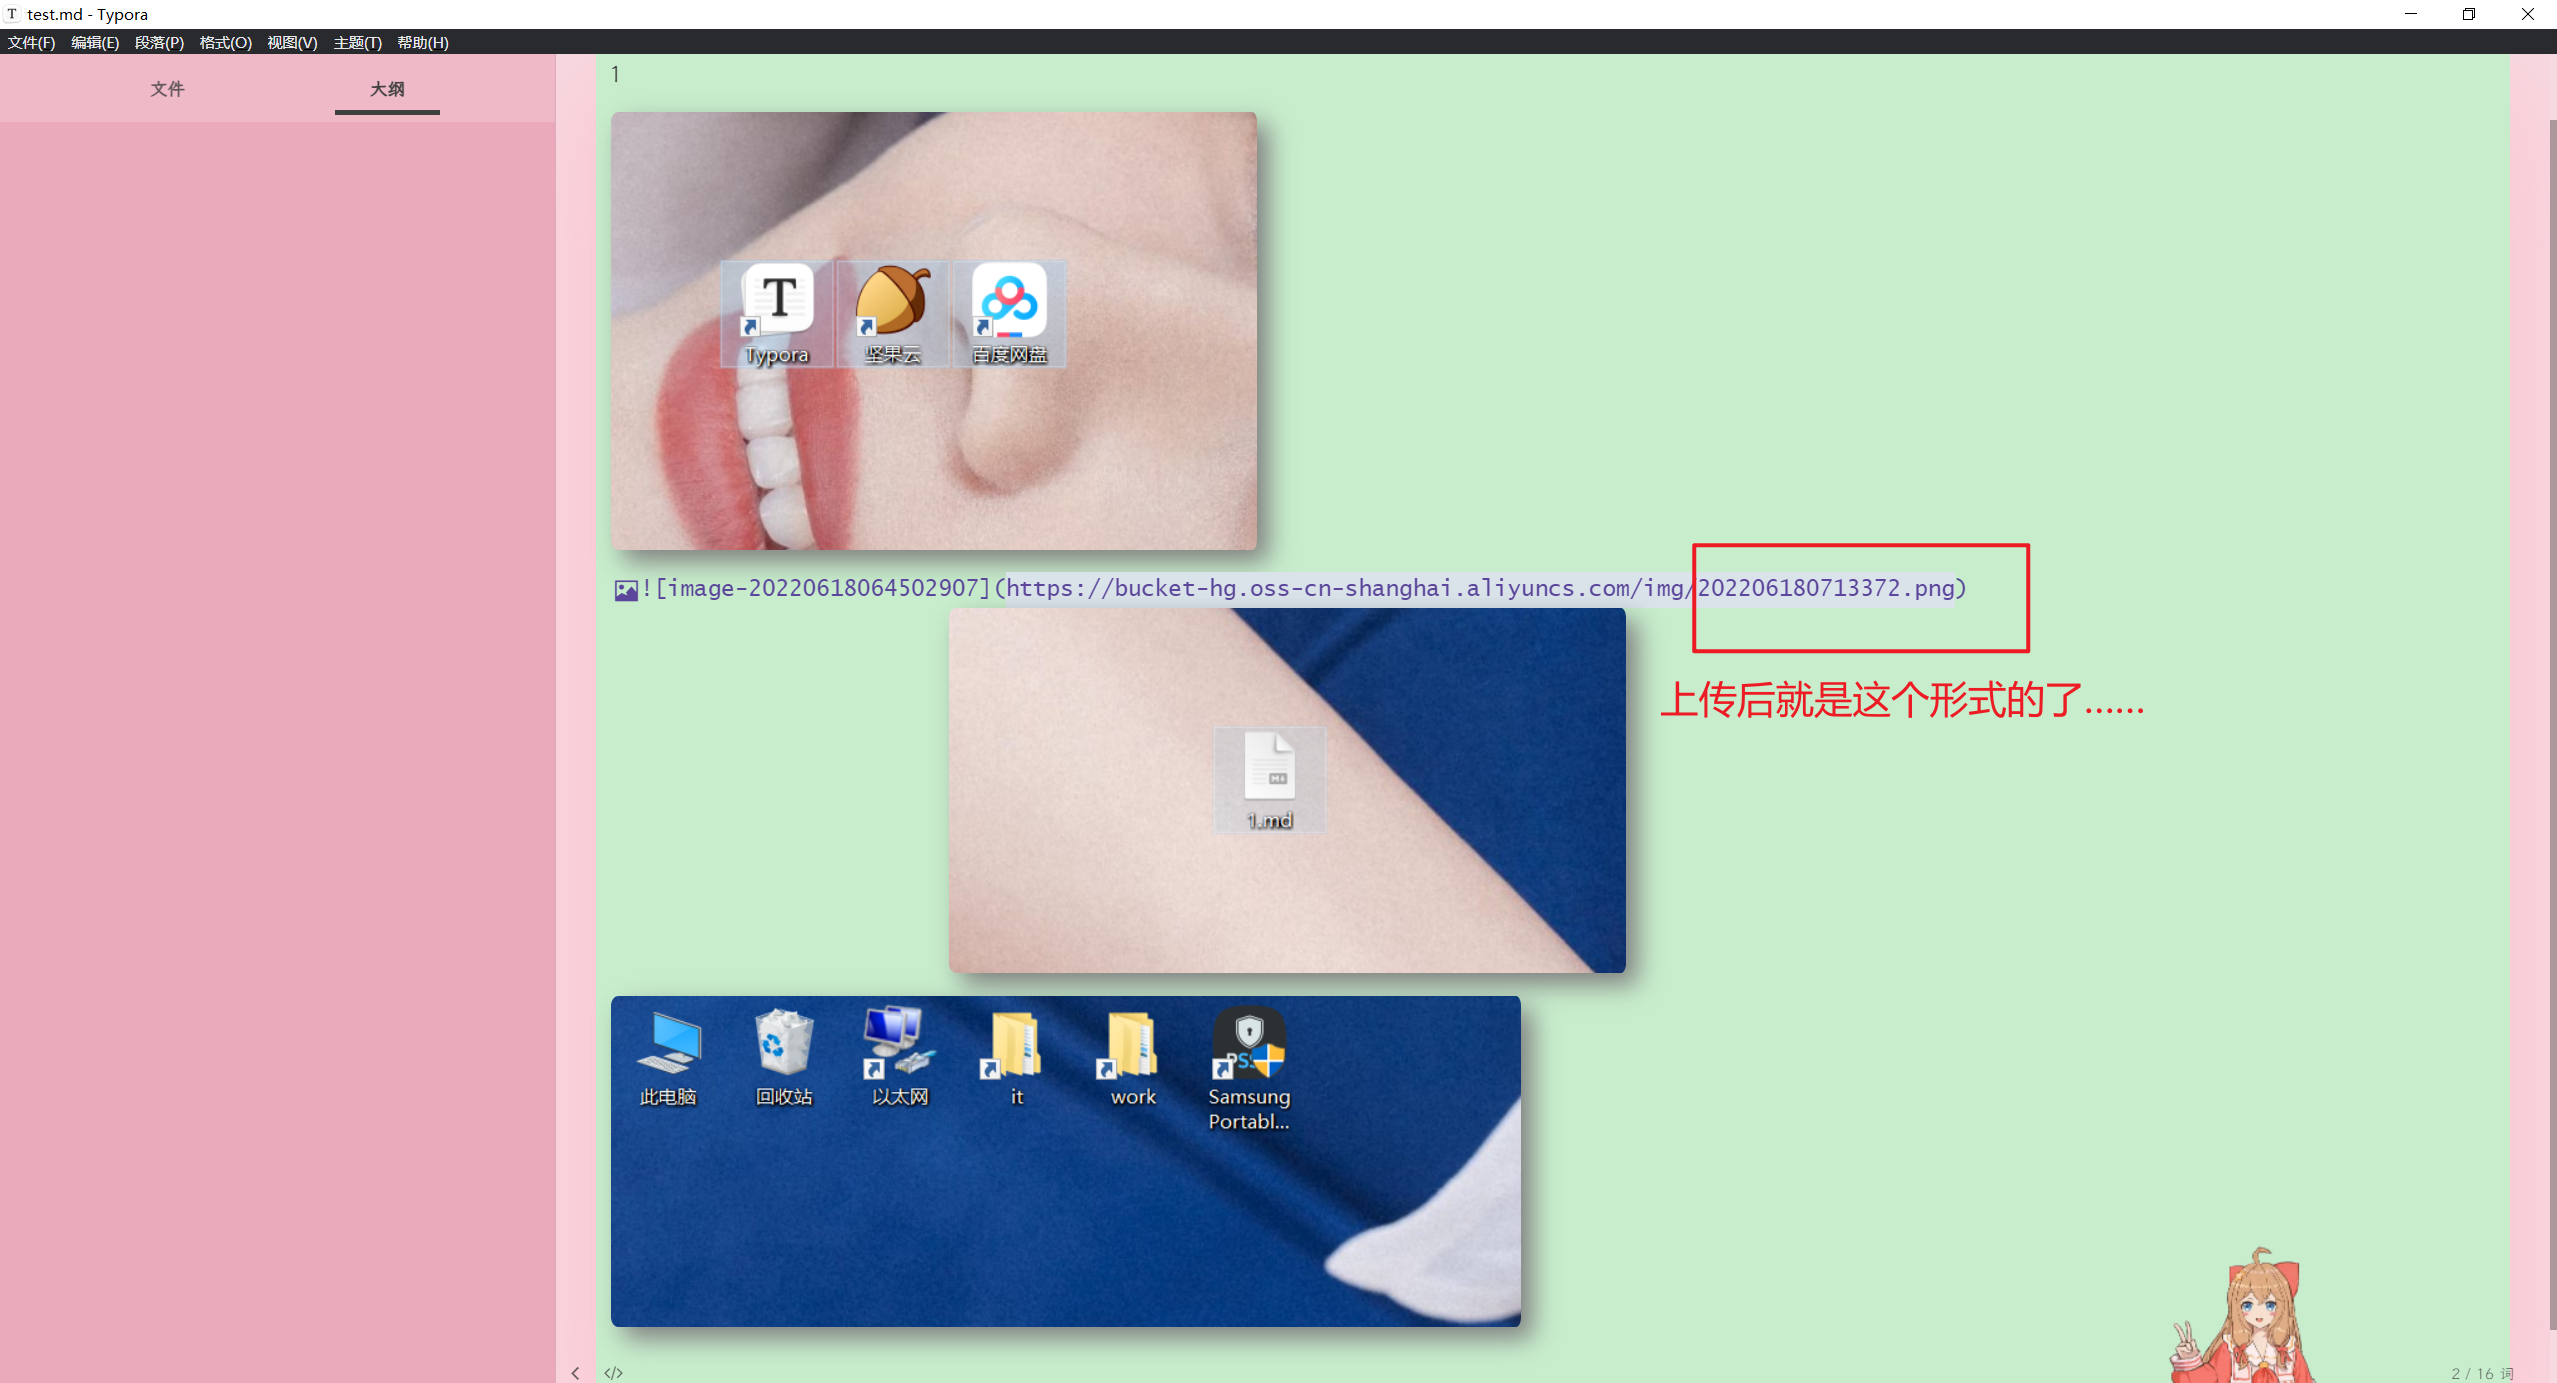 test.md - Typora
文件(F) 编辑(E) 段落(P) 格式(O) 视图(V) 主题(T) 帮助(H)
文件 大纲
1
T
Typora 坚果云 百度网盘
![image-20220618064502907](https://bucket-hg.oss-cn-shanghai.aliyuncs.com/img/202206180713372.png)
上传后就是这个形式的了......
1.md
此电脑 回收站 以太网 it work Samsung
Portabl...
2 / 16 词